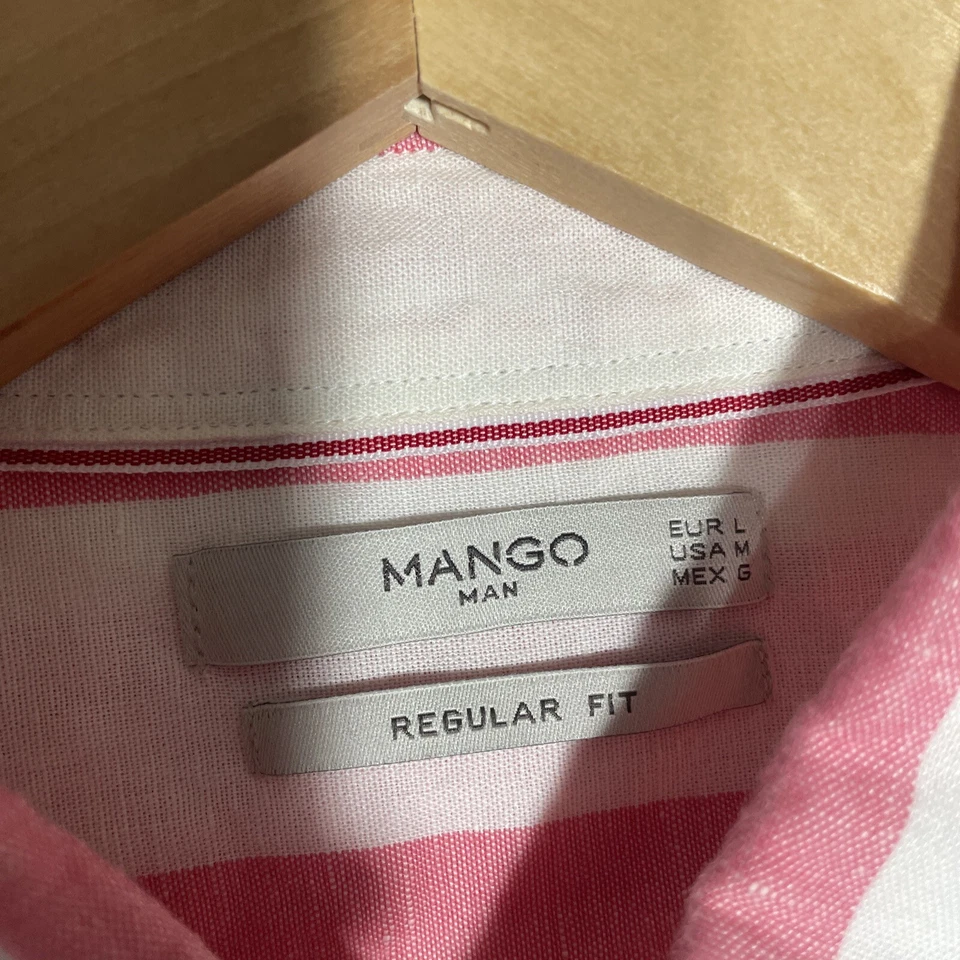 MANGO
MAN
EUR L
USA M
MEX G
REGULAR FIT